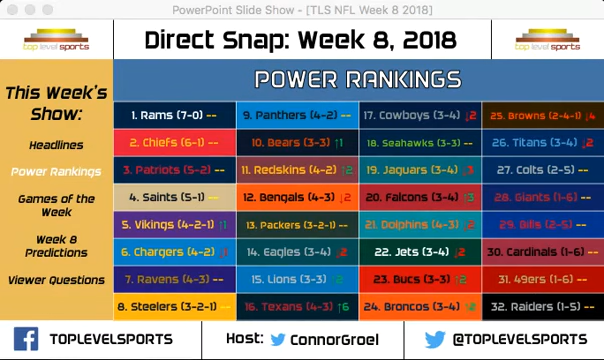 PowerPoint Slide Show - [TLS NFL Week 8 2018]
top level sports
Direct Snap: Week 8, 2018
top level sports
This Week's
Show:
Headlines
Power Rankings
Games of the
Week
Week 8
Predictions
Viewer Questions
POWER RANKINGS
1. Rams (7-0) -- 9. Panthers (4-2) -- 17. Cowboys (3-4) ↓2 25. Browns (2-4-1) ↓4
2. Chiefs (6-1) -- 10. Bears (3-3) ↑1 18. Seahawks (3-3) -- 26. Titans (3-4) ↓2
3. Patriots (5-2) -- 11. Redskins (4-2) ↑2 19. Jaguars (3-4) ↓3 27. Colts (2-5) --
4. Saints (5-1) -- 12. Bengals (4-3) ↓2 20. Falcons (3-4) ↑3 28. Giants (1-6) --
5. Vikings (4-2-1) ↑1 13. Packers (3-2-1) -- 21. Dolphins (4-3) ↓2 29. Bills (2-5) --
6. Chargers (4-2) ↓1 14. Eagles (3-4) ↓2 22. Jets (3-4) ↓2 30. Cardinals (1-6) --
7. Ravens (4-3) -- 15. Lions (3-3) 23. Bucs (3-3) ↑2 31. 49ers (1-6) --
8. Steelers (3-2-1) -- 16. Texans (4-3) ↑6 24. Broncos (3-4) 32. Raiders (1-5) --
TOPLEVELSPORTS
Host: ConnorGroel
@TOPLEVELSPORTS